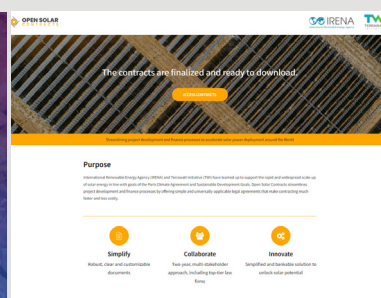 OPEN SOLAR
CONTRACTS
IRENA
International Renewable Energy Agency
The contracts are finalized and ready to download.
ACCESS CONTRACTS
Streamlining project development and finance processes to accelerate solar power deployment around the World
Purpose
International Renewable Energy Agency (IRENA) and Terrawatt Initiative (TWI) have teamed up to support the rapid and widespread scale-up
of solar energy in line with goals of the Paris Climate Agreement and Sustainable Development Goals. Open Solar Contracts streamlines
project development and finance processes by offering simple and universally-applicable legal agreements that make contracting much
faster and less costly.
Simplify
Collaborate
Innovate
Robust, clear and customizable
documents
Two year, multi-stakeholder
approach, including top-tier law
firms
Simplified and bankable solution to
unlock solar potential